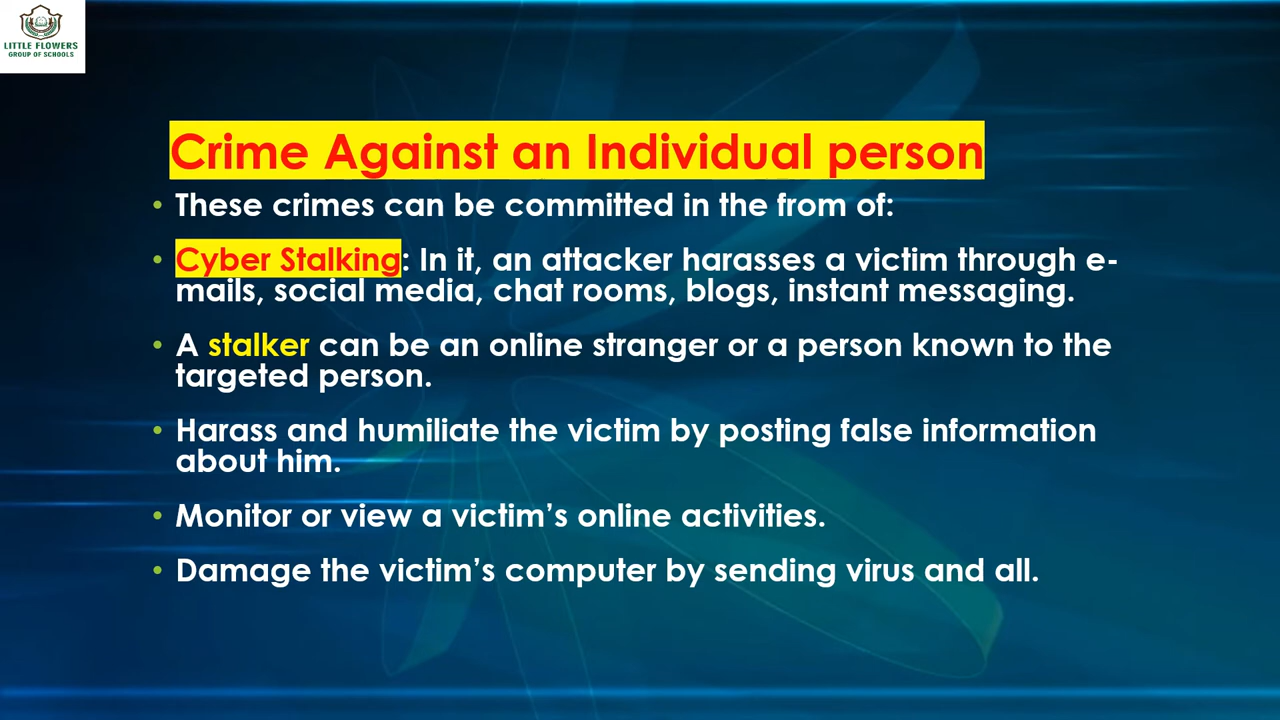 LITTLE FLOWERS
GROUP OF SCHOOLS
Crime Against an Individual person
• These crimes can be committed in the from of:
• Cyber Stalking: In it, an attacker harasses a victim through e-
mails, social media, chat rooms, blogs, instant messaging.
• A stalker can be an online stranger or a person known to the
targeted person.
• Harass and humiliate the victim by posting false information
about him.
• Monitor or view a victim’s online activities.
• Damage the victim’s computer by sending virus and all.